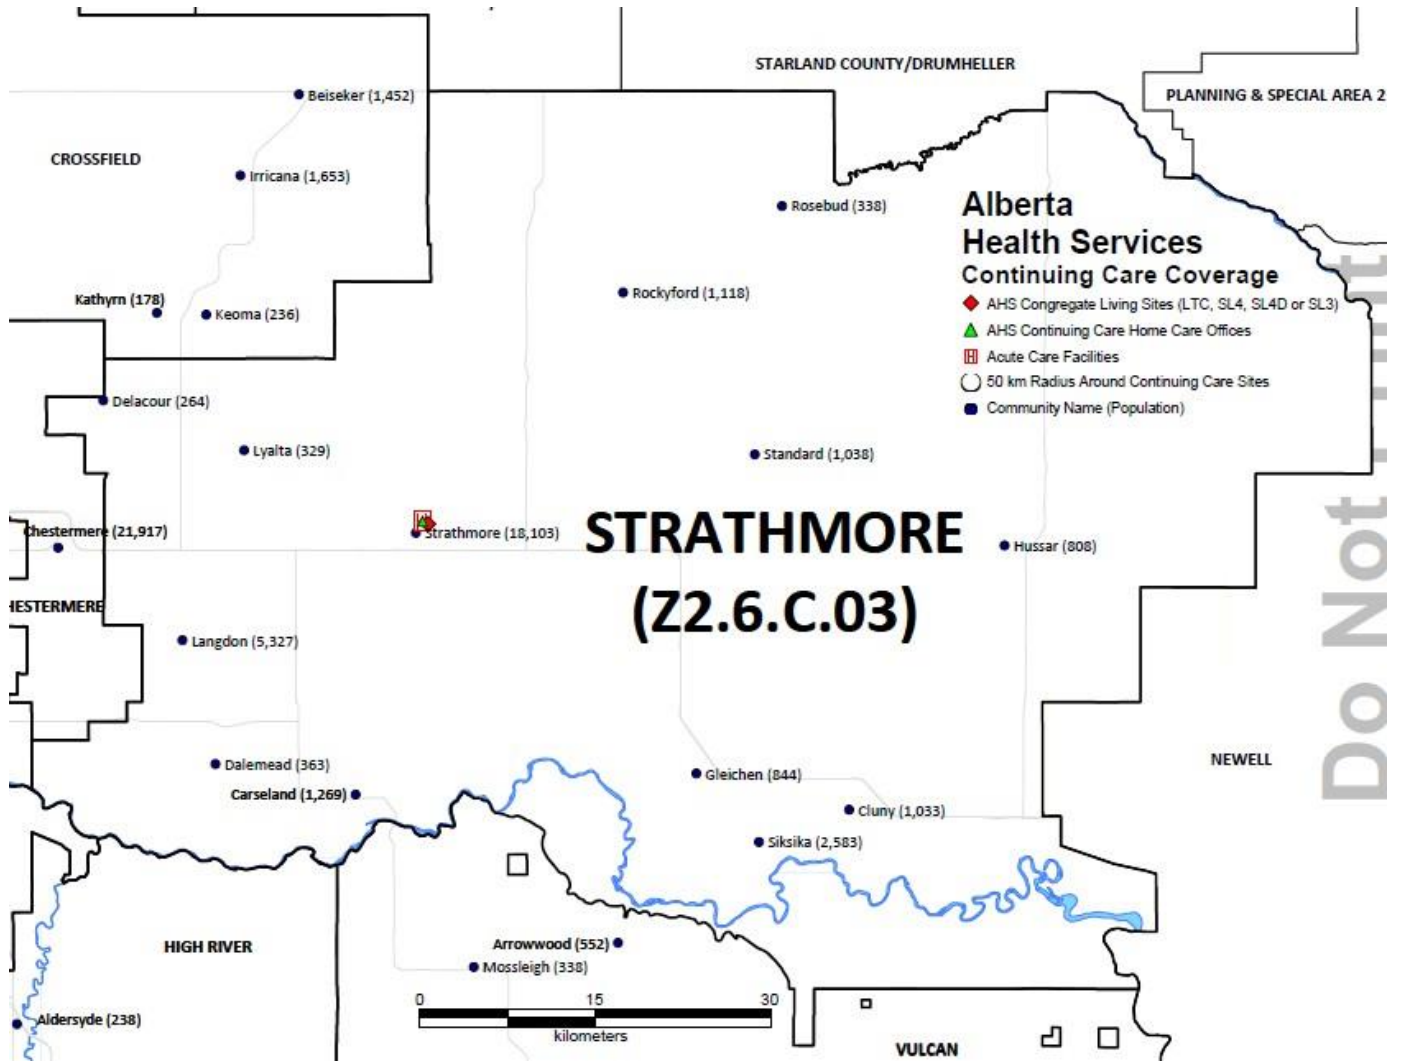 STARLAND COUNTY/DRUMHELLER
PLANNING & SPECIAL AREA 2
Beiseker (1,452)
CROSSFIELD
Irricana (1,653)
Rosebud (338)
Alberta
Health Services
Continuing Care Coverage
AHS Congregate Living Sites (LTC, SL4, SL4D or SL3)
AHS Continuing Care Home Care Offices
H Acute Care Facilities
50 km Radius Around Continuing Care Sites
Community Name (Population)
Rockyford (1,118)
Kathyrn (178)
Keoma (236)
Delacour (264)
Lyalta (329)
Standard (1,038)
Chestermere (21,917)
H
Strathmore (18,103)
STRATHMORE
(Z2.6.C.03)
Hussar (808)
HESTERMERE
Langdon (5,327)
Do Not
NEWELL
Dalemead (363)
Carseland (1,269)
Gleichen (844)
Cluny (1,033)
Siksika (2,583)
HIGH RIVER
Arrowwood (552)
Mossleigh (338)
0 15 30
kilometers
Aldersyde (238)
VULCAN